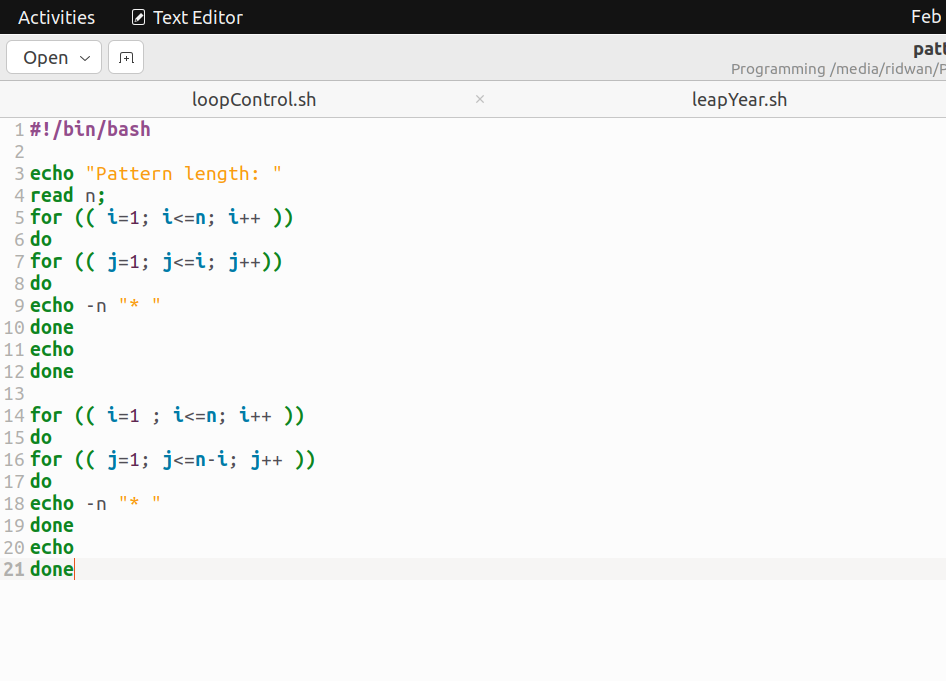 Activities Text Editor Feb
Open
patt
Programming /media/ridwan/P
loopControl.sh × leapYear.sh
1 #!/bin/bash
2
3 echo "Pattern length: "
4 read n;
5 for (( i=1; i<=n; i++ ))
6 do
7 for (( j=1; j<=i; j++))
8 do
9 echo -n "* "
10 done
11 echo
12 done
13
14 for (( i=1 ; i<=n; i++ ))
15 do
16 for (( j=1; j<=n-i; j++ ))
17 do
18 echo -n "* "
19 done
20 echo
21 done